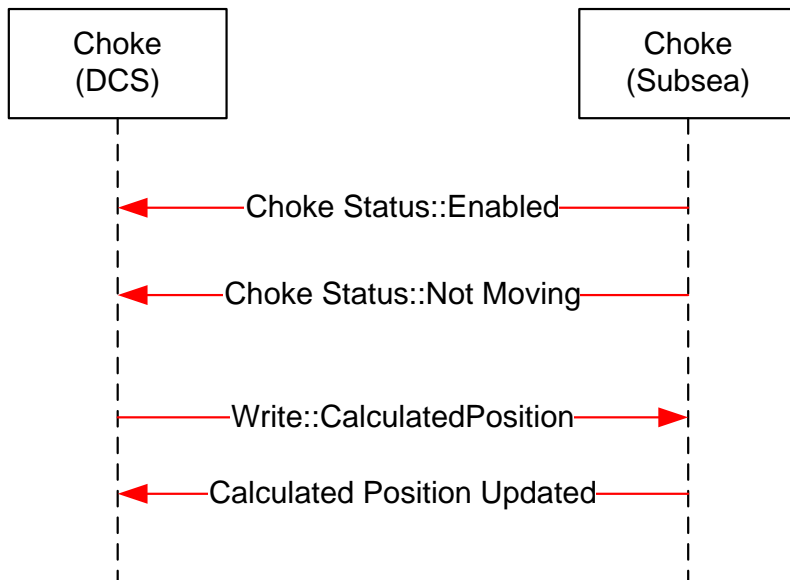 Choke
(DCS)
Choke
(Subsea)
Choke Status::Enabled
Choke Status::Not Moving
Write::CalculatedPosition
Calculated Position Updated